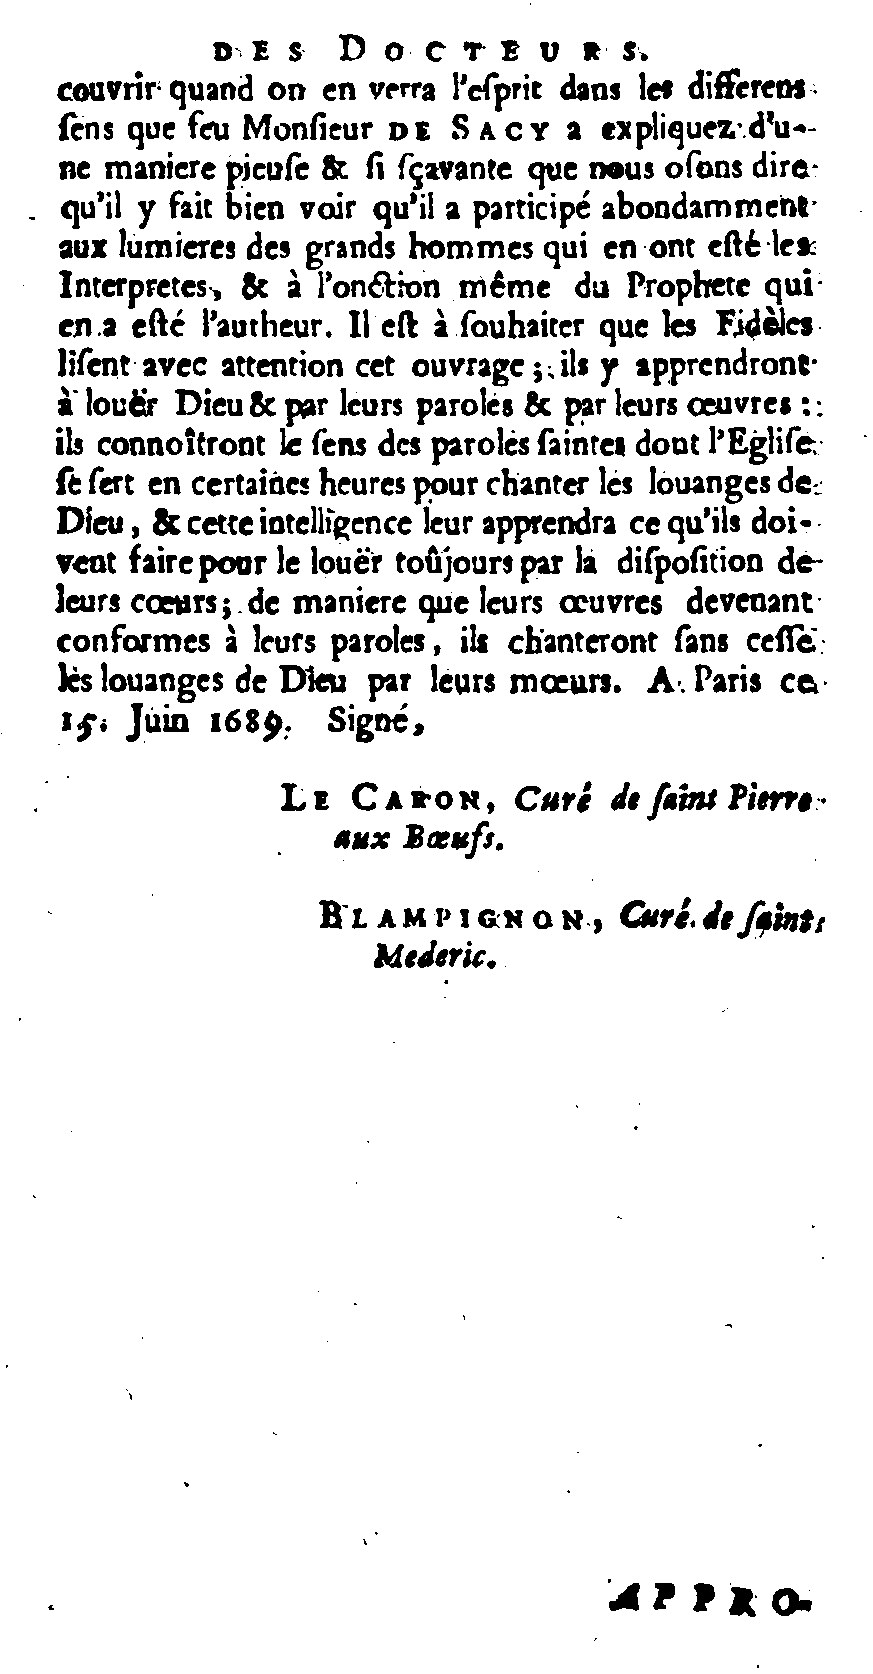 DES DOCTEURS.
couvrir quand on en verra l'eſprit dans les differens
ſens que feu Monſieur DE SACY a expliquez d'u-
ne maniere pieuſe & ſi ſçavante que nous oſons dire
qu'il y fait bien voir qu'il a participé abondamment
aux lumieres des grands hommes qui en ont eſté les
Interpretes, & à l'onction même du Prophete qui
en a eſté l'autheur. Il eſt à ſouhaiter que les Fidèles
liſent avec attention cet ouvrage ; ils y apprendront
à louër Dieu & par leurs paroles & par leurs œuvres :
ils connoîtront le ſens des paroles ſaintes dont l'Egliſe
ſe ſert en certaines heures pour chanter les louanges de
Dieu, & cette intelligence leur apprendra ce qu'ils doi-
vent faire pour le louër toûjours par la diſpoſition de
leurs cœurs ; de maniere que leurs œuvres devenant
conformes à leurs paroles, ils chanteront ſans ceſſe
les louanges de Dieu par leurs mœurs. A Paris ce
15. Juin 1689. Signé,
LE CARON, Curé de ſaint Pierre
aux Bœufs.
BLAMPIGNON, Curé de ſaint
Mederic.
APPRO-